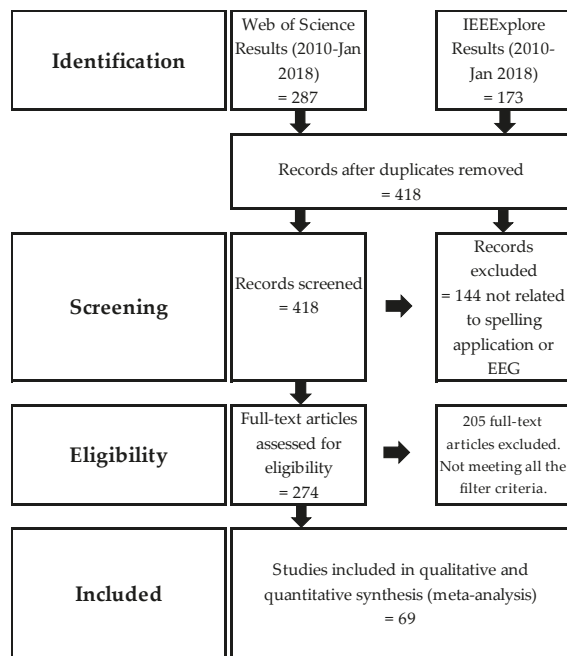 Identification
Web of Science
Results (2010-Jan
2018)
= 287
IEEExplore
Results (2010-
Jan 2018)
= 173
Records after duplicates removed
= 418
Screening
Records screened
= 418
Records
excluded
= 144 not related
to spelling
application or
EEG
Eligibility
Full-text articles
assessed for
eligibility
= 274
205 full-text
articles excluded.
Not meeting all the
filter criteria.
Included
Studies included in qualitative and
quantitative synthesis (meta-analysis)
= 69